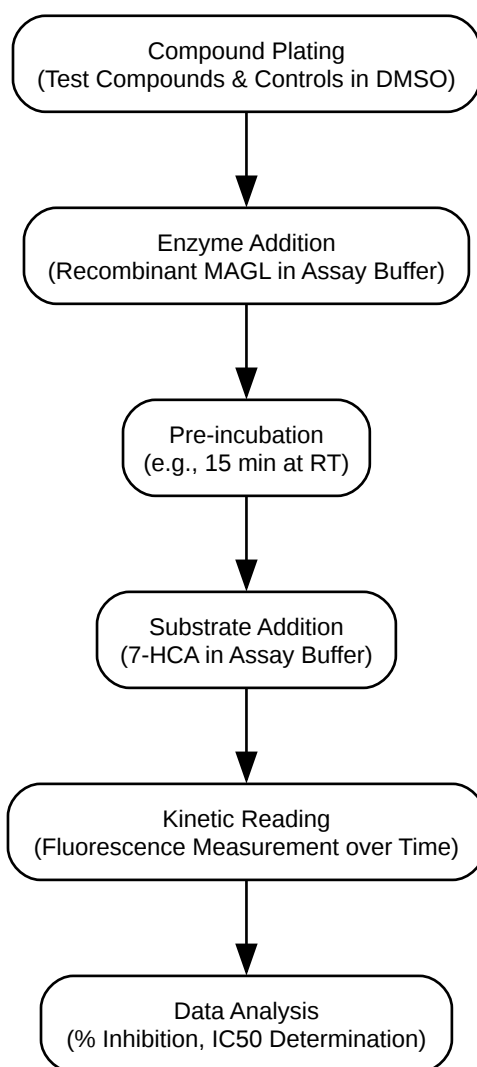 Compound Plating
(Test Compounds & Controls in DMSO)
Enzyme Addition
(Recombinant MAGL in Assay Buffer)
Pre-incubation
(e.g., 15 min at RT)
Substrate Addition
(7-HCA in Assay Buffer)
Kinetic Reading
(Fluorescence Measurement over Time)
Data Analysis
(% Inhibition, IC50 Determination)